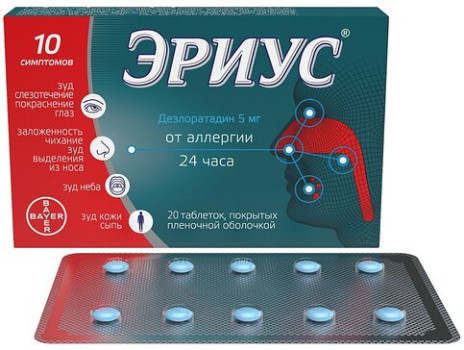 10
СИМПТОМОВ
ЭРИУС®
зуд
слезотечение
покраснение
глаз
заложенность
чихание
зуд
выделения
из носа
зуд неба
зуд кожи
сыпь
Дезлоратадин 5 мг
от аллергии
24 часа
20 таблеток, покрытых
пленочной оболочкой
BAYER
BAYER